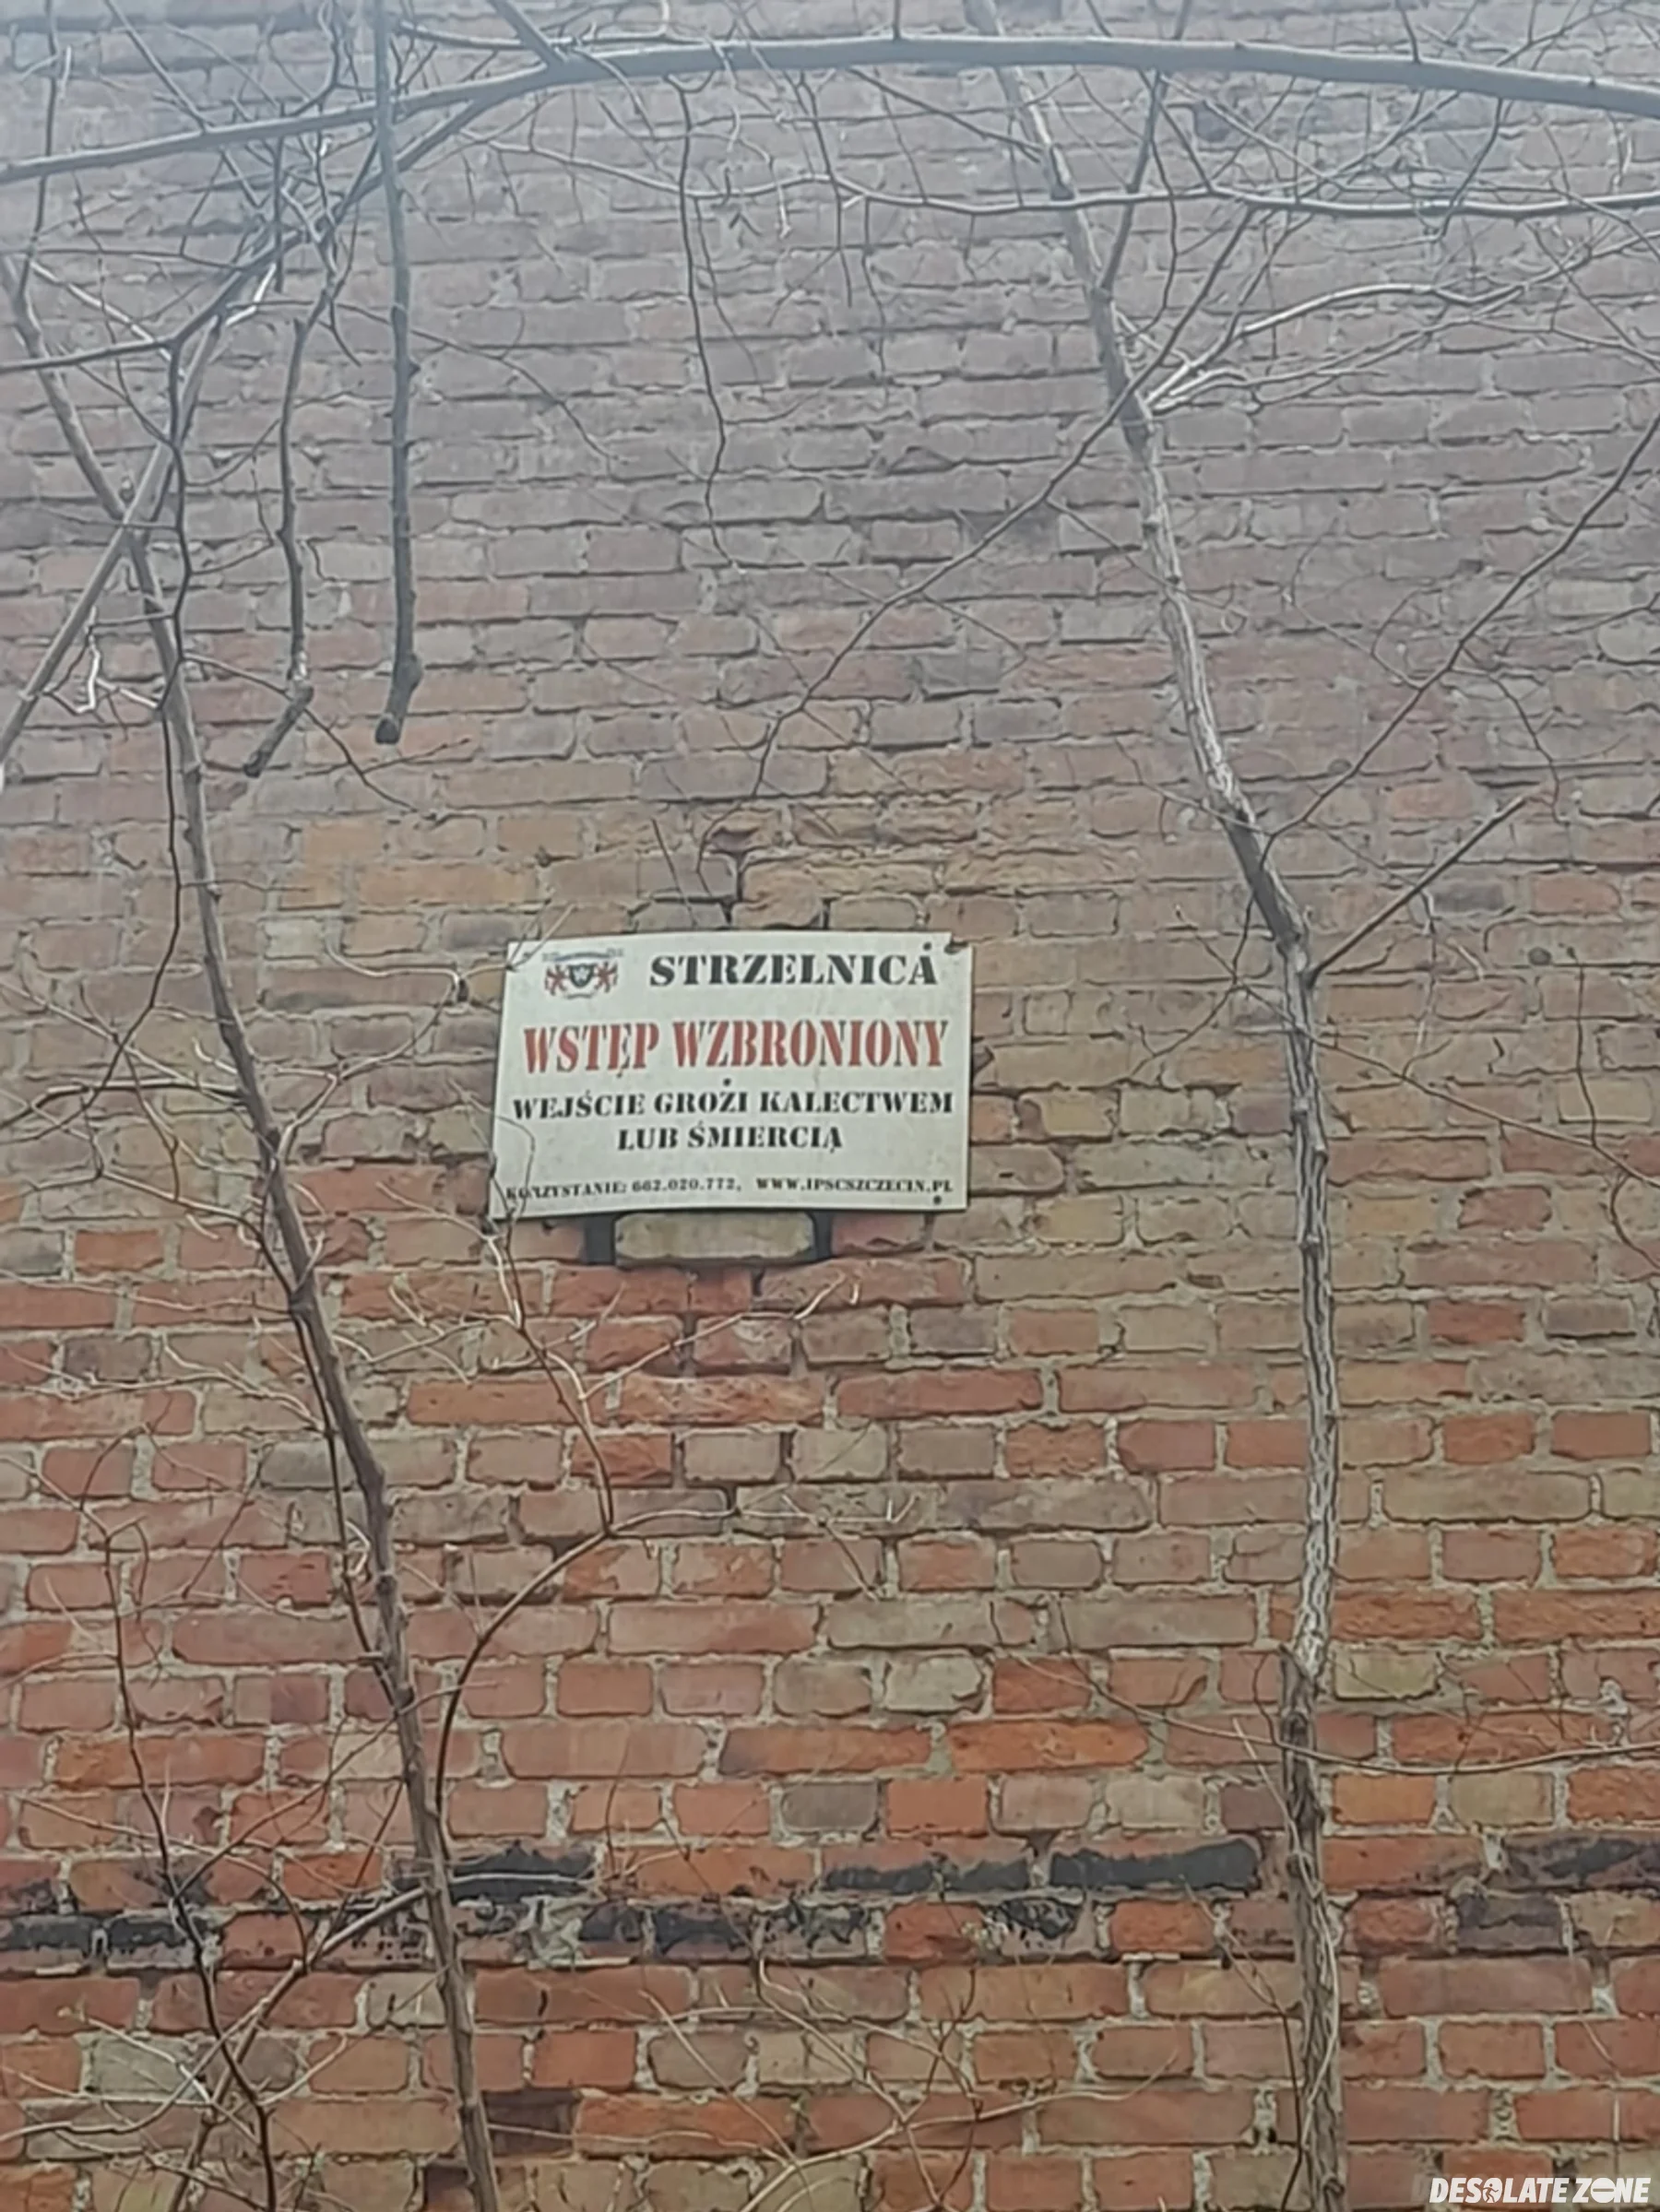 STRZELNICA
WSTĘP WZBRONIONY
WEJŚCIE GROŻI KALECTWEM
LUB ŚMIERCIĄ
KORZYSTANIE: 662.020.772, WWW.IPSCSZCZECIN.PL
DESOLATE ZONE